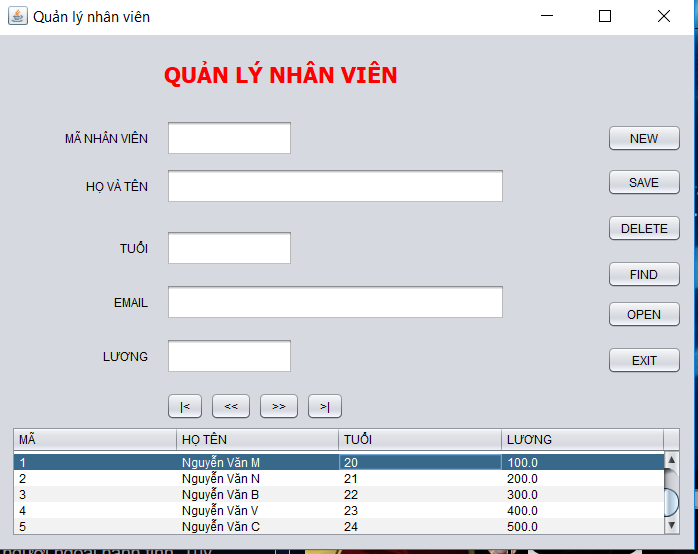 Quản lý nhân viên
QUẢN LÝ NHÂN VIÊN
MÃ NHÂN VIÊN
NEW
HỌ VÀ TÊN
SAVE
TUỔI
DELETE
FIND
EMAIL
OPEN
LƯƠNG
EXIT
|< << >> >|
MÃ HỌ TÊN TUỔI LƯƠNG
1 Nguyễn Văn M 20 100.0
2 Nguyễn Văn N 21 200.0
3 Nguyễn Văn B 22 300.0
4 Nguyễn Văn V 23 400.0
5 Nguyễn Văn C 24 500.0